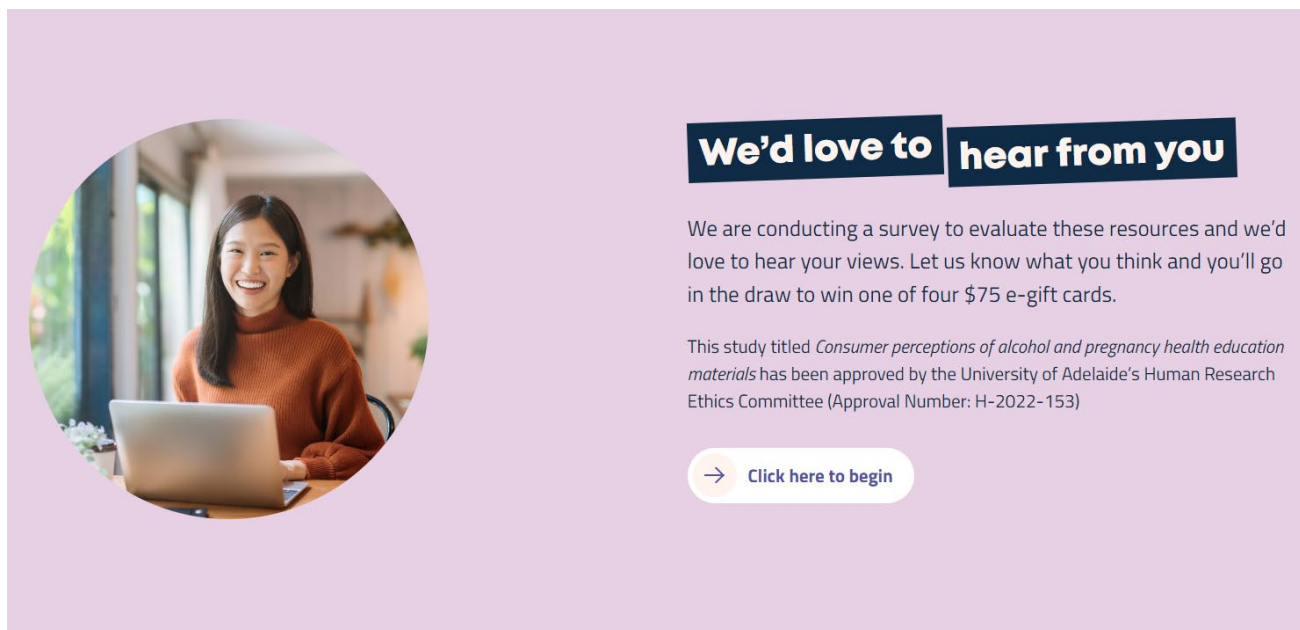 We'd love to hear from you
We are conducting a survey to evaluate these resources and we'd
love to hear your views. Let us know what you think and you'll go
in the draw to win one of four $75 e-gift cards.
This study titled Consumer perceptions of alcohol and pregnancy health education
materials has been approved by the University of Adelaide's Human Research
Ethics Committee (Approval Number: H-2022-153)
Click here to begin